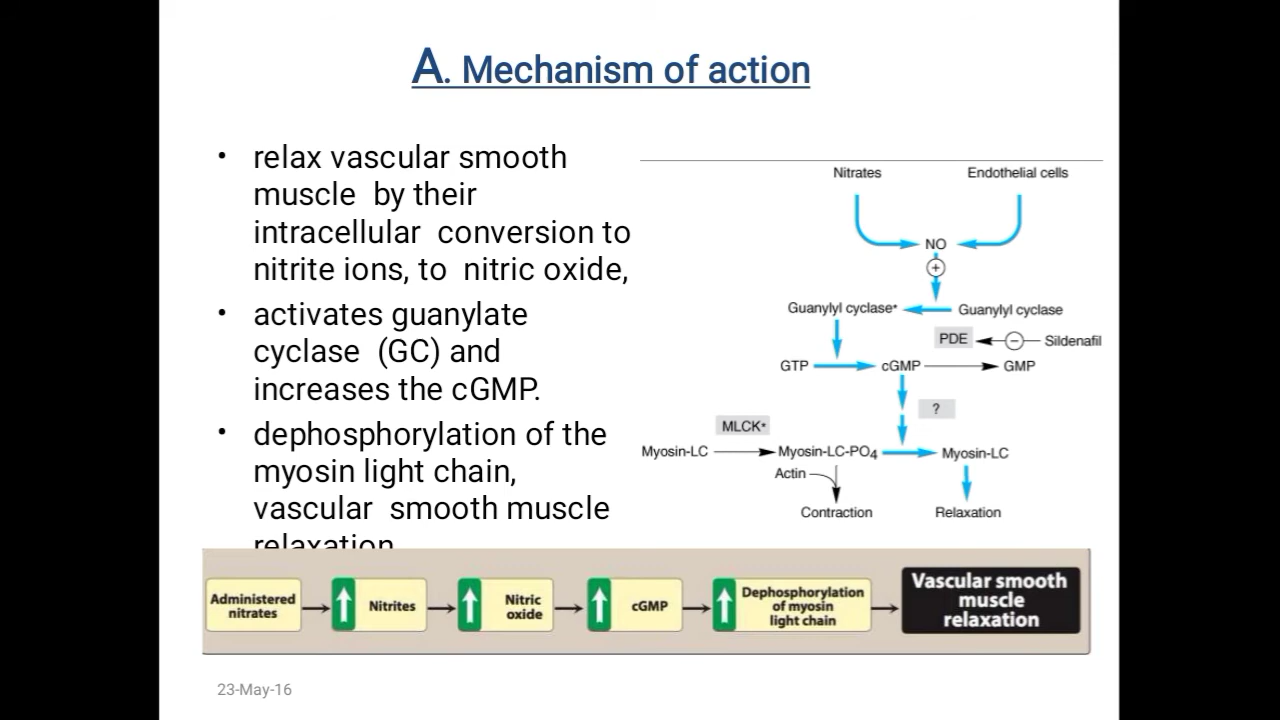 A. Mechanism of action
• relax vascular smooth
muscle by their
intracellular conversion to
nitrite ions, to nitric oxide,
• activates guanylate
cyclase (GC) and
increases the cGMP.
• dephosphorylation of the
myosin light chain,
vascular smooth muscle
relaxation
Nitrates
Endothelial cells
NO
+
Guanylyl cyclase*
Guanylyl cyclase
PDE
−
Sildenafil
GTP
cGMP
GMP
?
MLCK*
Myosin-LC
Myosin-LC-PO₄
Myosin-LC
Actin
Contraction
Relaxation
Administered
nitrates
Nitrites
Nitric
oxide
cGMP
Dephosphorylation
of myosin
light chain
Vascular smooth
muscle
relaxation
23-May-16